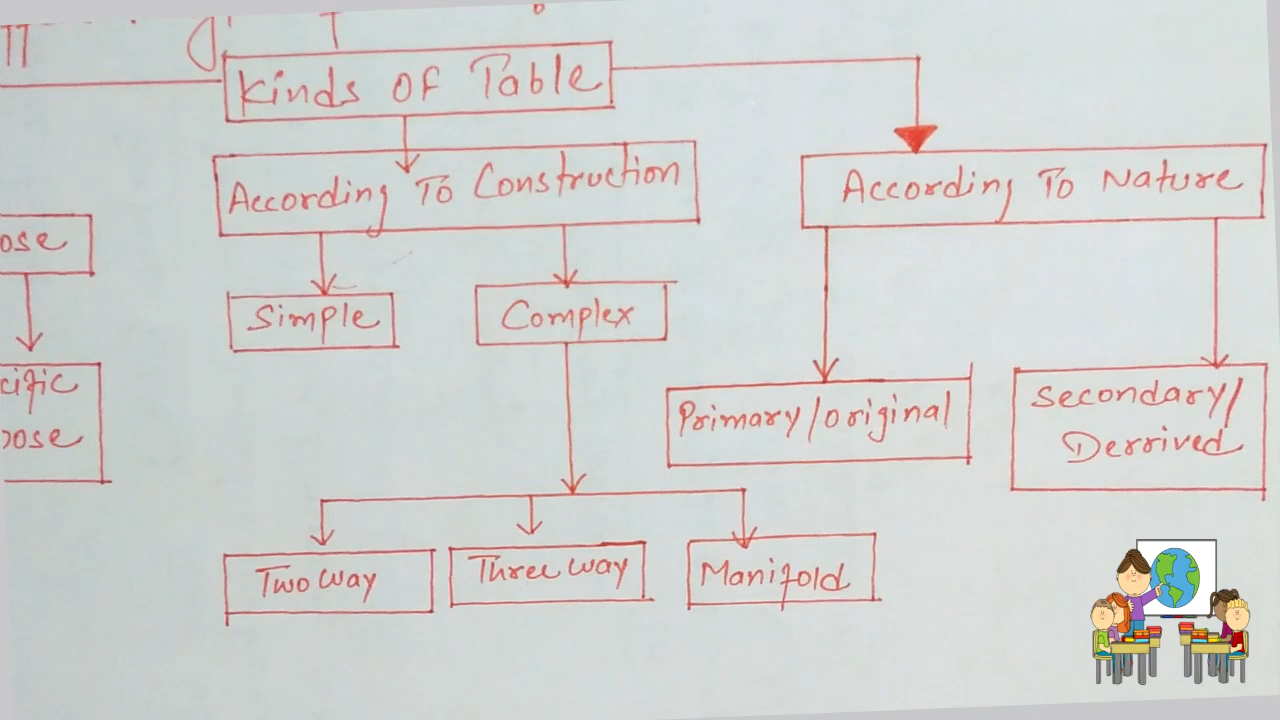 Kinds of Table
According To Construction
According To Nature
ose
Simple
Complex
cific
pose
Primary/original
Secondary/
Derrived
Two way
Three way
Manifold